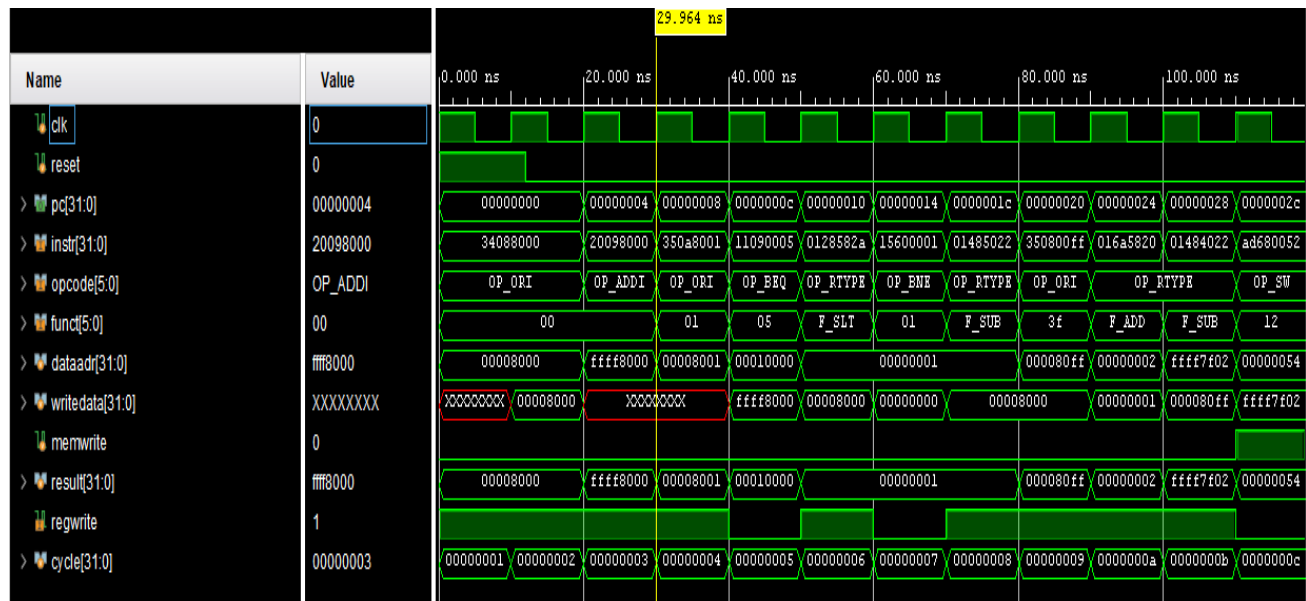 29.964 ns
Name Value 0.000 ns 20.000 ns 40.000 ns 60.000 ns 80.000 ns 100.000 ns
clk 0
reset 0
pc[31:0] 00000004 00000000 00000004 00000008 0000000c 00000010 00000014 0000001c 00000020 00000024 00000028 0000002c
instr[31:0] 20098000 34088000 20098000 350a8001 11090005 0128582a 15600001 01485022 350800ff 016a5820 01484022 ad680052
opcode[5:0] OP_ADDI OP_ORI OP_ADDI OP_ORI OP_BEQ OP_RTYPE OP_BNE OP_RTYPE OP_ORI OP_RTYPE OP_SW
funct[5:0] 00 00 01 05 F_SLT 01 F_SUB 3f F_ADD F_SUB 12
dataadr[31:0] ffff8000 00008000 ffff8000 00008001 00010000 00000001 000080ff 00000002 ffff7f02 00000054
writedata[31:0] XXXXXXXX XXXXXXXX 00008000 XXXXXXXX ffff8000 00008000 00000000 00008000 00000001 000080ff ffff7f02
memwrite 0
result[31:0] ffff8000 00008000 ffff8000 00008001 00010000 00000001 000080ff 00000002 ffff7f02 00000054
regwrite 1
cycle[31:0] 00000003 00000001 00000002 00000003 00000004 00000005 00000006 00000007 00000008 00000009 0000000a 0000000b 0000000c